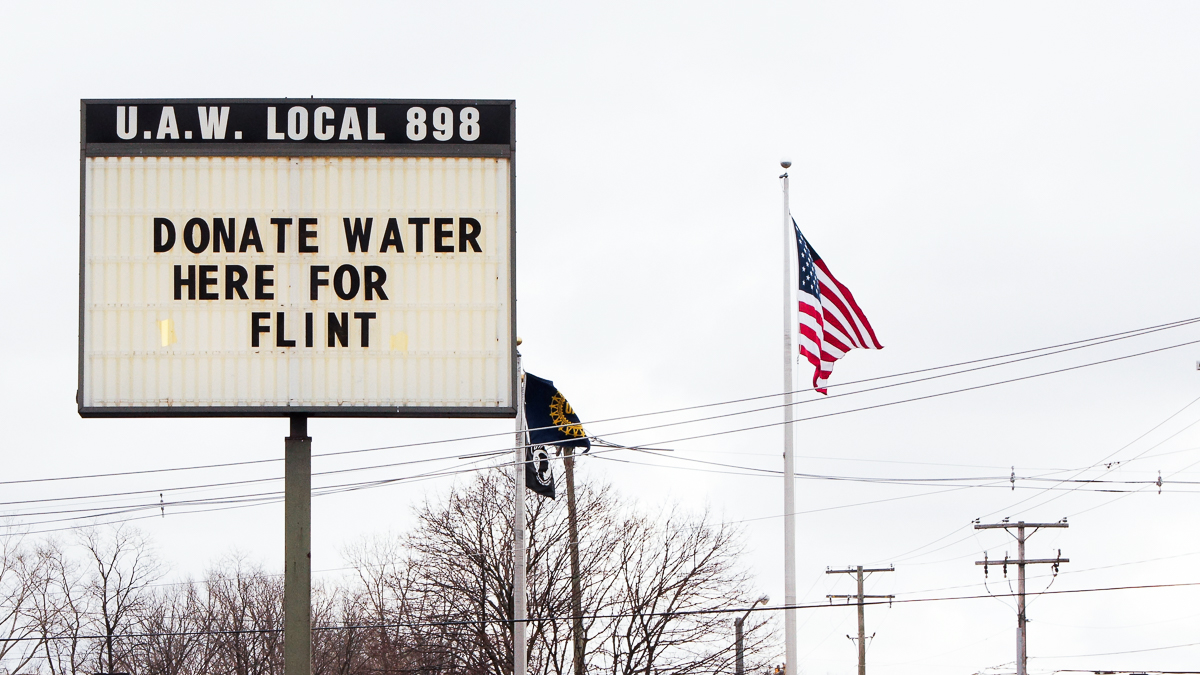 U.A.W. LOCAL 898
DONATE WATER
HERE FOR
FLINT